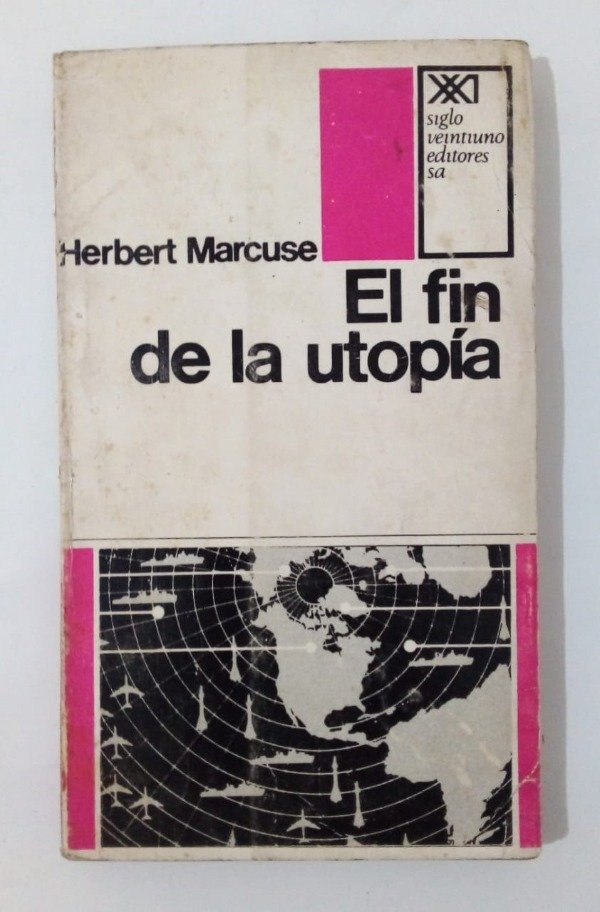 siglo
veintiuno
editores
sa
Herbert Marcuse
El fin
de la utopía